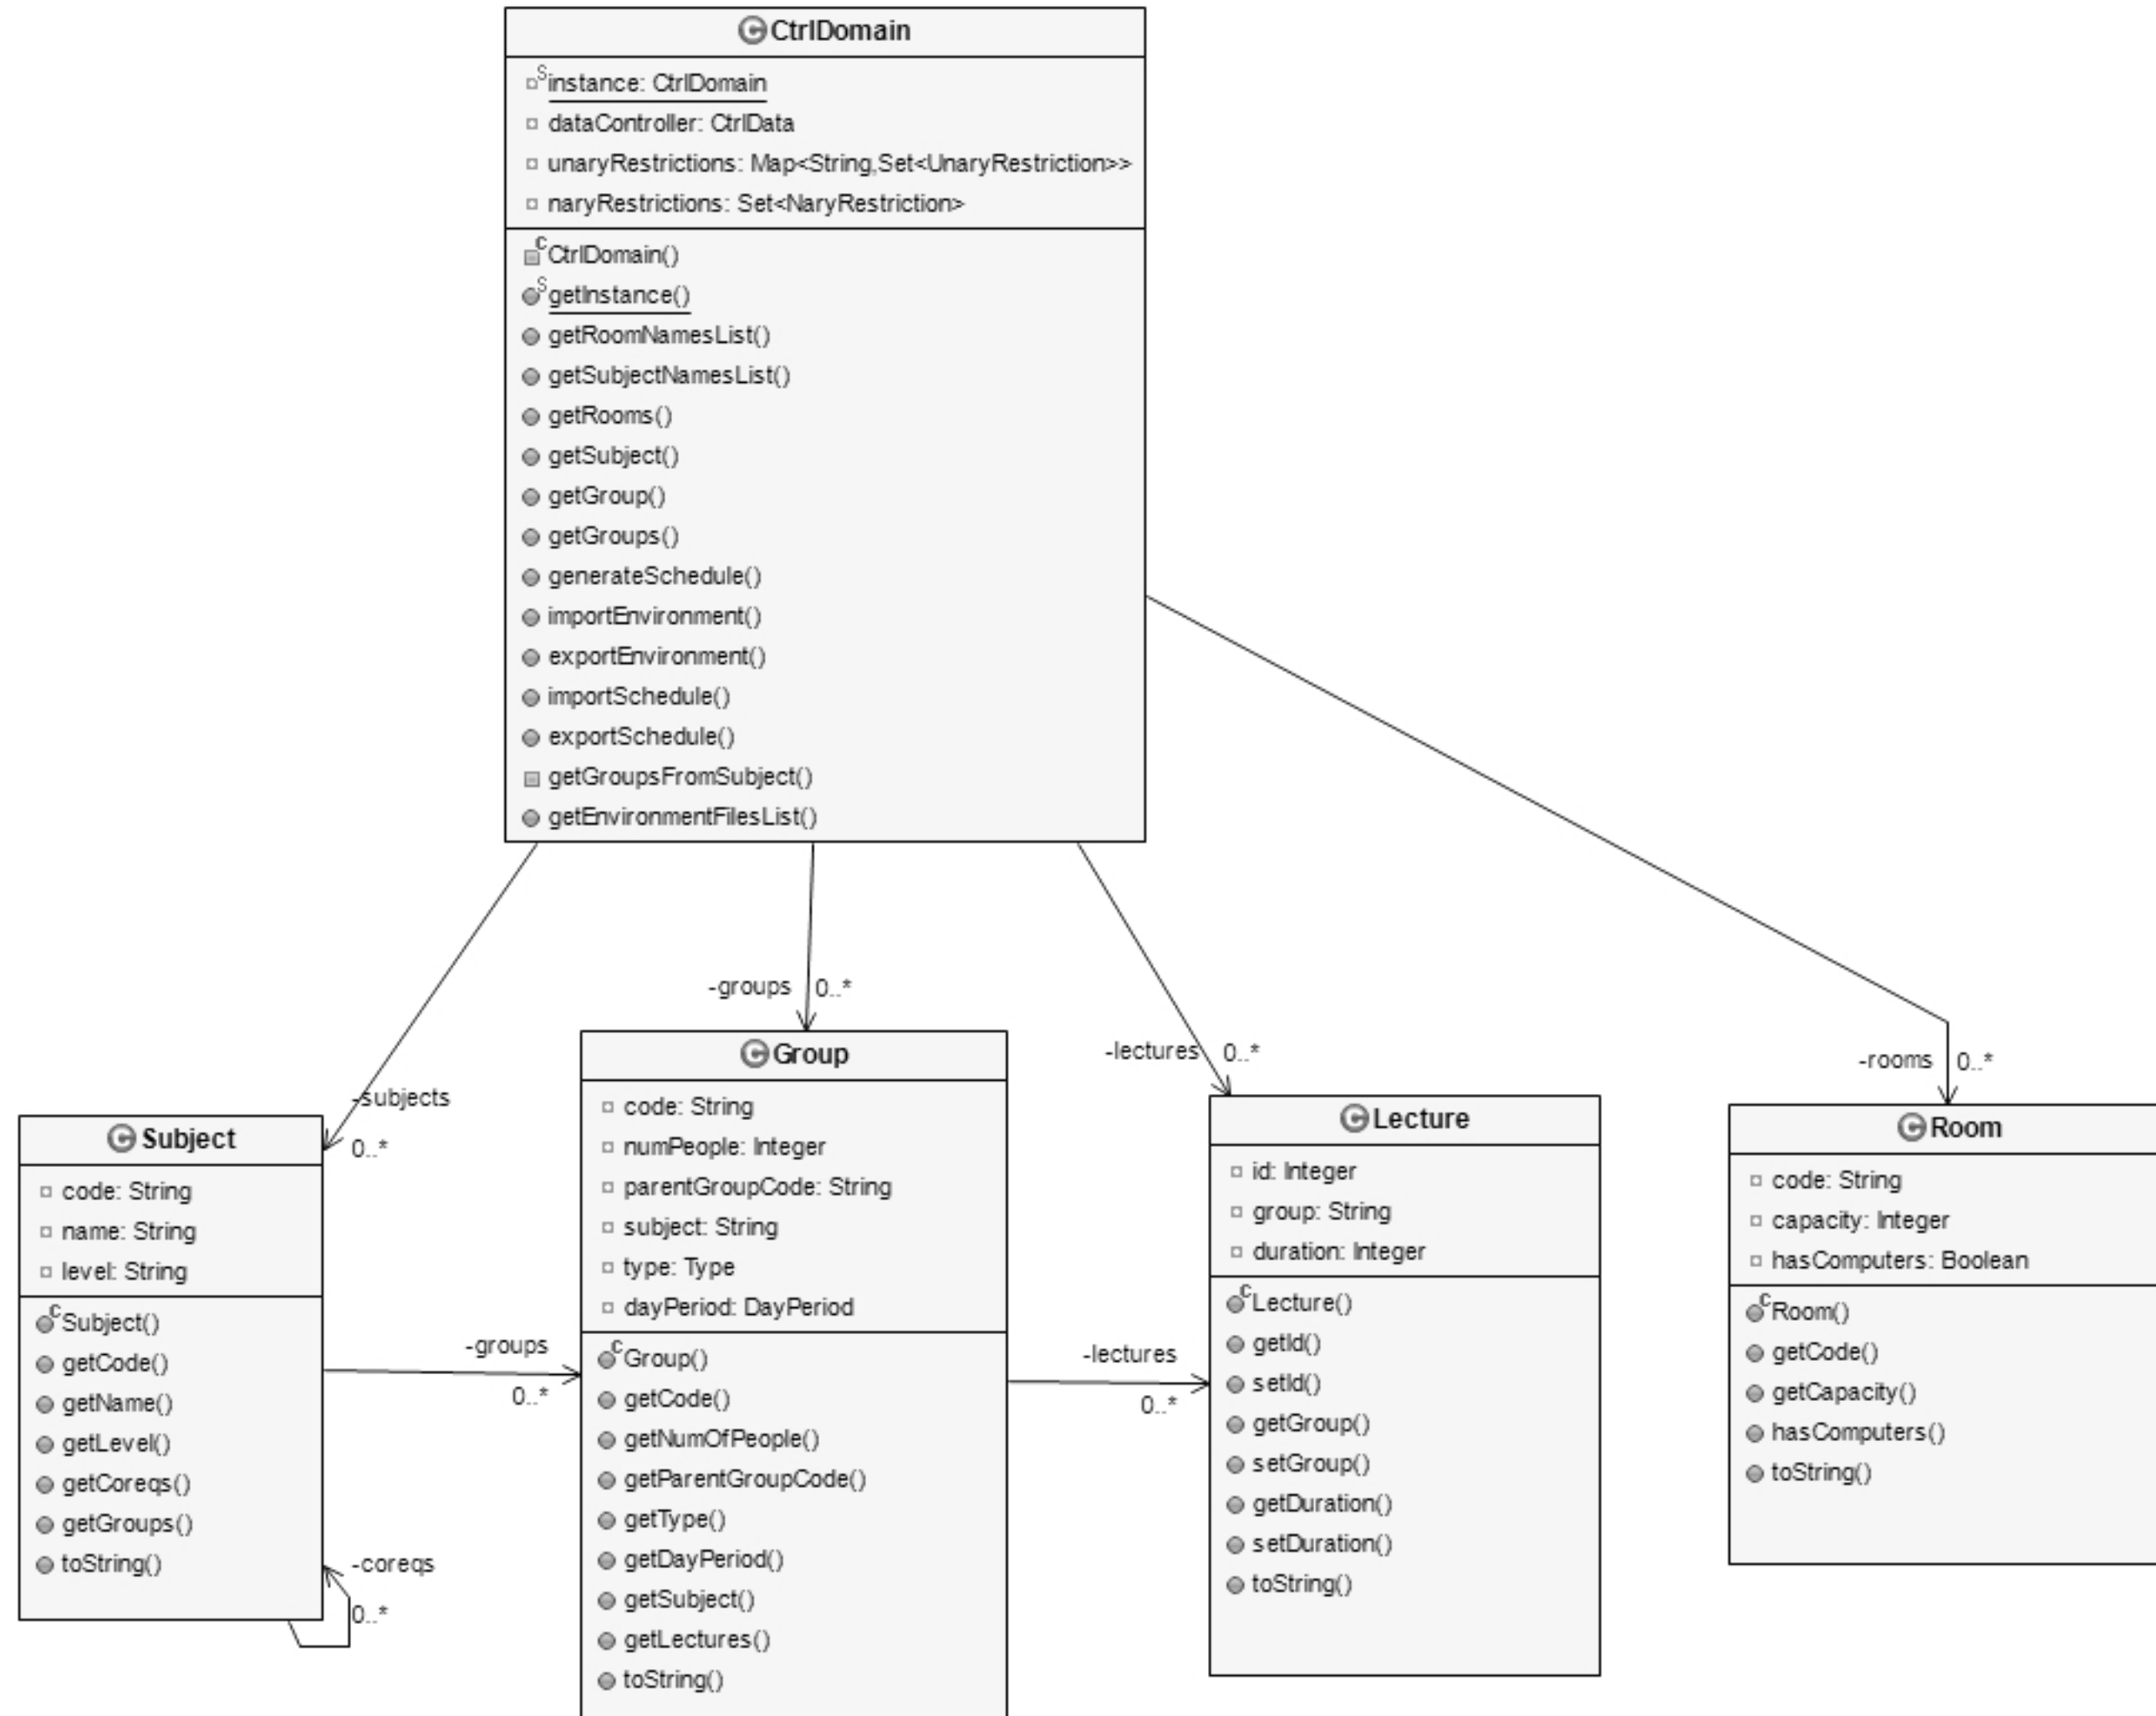 CtrlDomain
instance: CtrlDomain
dataController: CtrlData
unaryRestrictions: Map<String,Set<UnaryRestriction>>
naryRestrictions: Set<NaryRestriction>
CtrlDomain()
getInstance()
getRoomNamesList()
getSubjectNamesList()
getRooms()
getSubject()
getGroup()
getGroups()
generateSchedule()
importEnvironment()
exportEnvironment()
importSchedule()
exportSchedule()
getGroupsFromSubject()
getEnvironmentFilesList()
-subjects
0..*
-groups 0..*
-lectures 0..*
-rooms 0..*
Subject
code: String
name: String
level: String
Subject()
getCode()
getName()
getLevel()
getCoreqs()
getGroups()
toString()
-coreqs
0..*
-groups
0..*
Group
code: String
numPeople: Integer
parentGroupCode: String
subject: String
type: Type
dayPeriod: DayPeriod
Group()
getCode()
getNumOfPeople()
getParentGroupCode()
getType()
getDayPeriod()
getSubject()
getLectures()
toString()
-lectures
0..*
Lecture
id: Integer
group: String
duration: Integer
Lecture()
getId()
setId()
getGroup()
setGroup()
getDuration()
setDuration()
toString()
Room
code: String
capacity: Integer
hasComputers: Boolean
Room()
getCode()
getCapacity()
hasComputers()
toString()